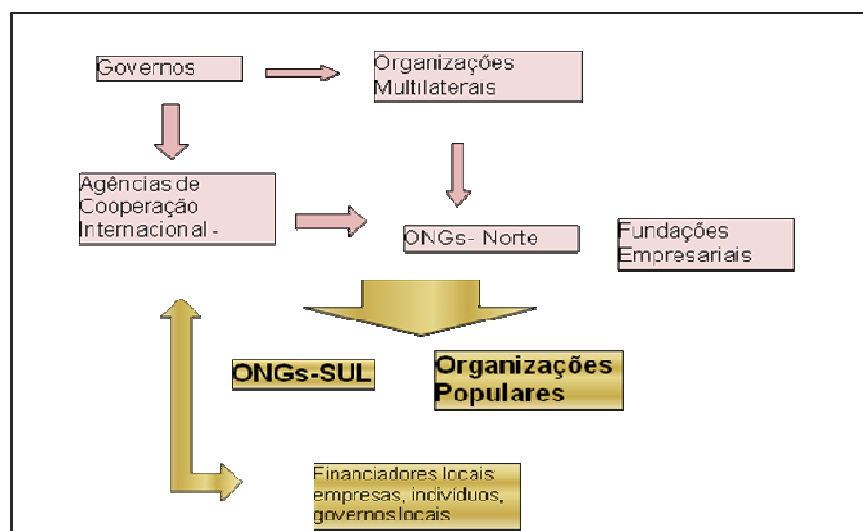 Governos
Organizações
Multilaterais
Agências de
Cooperação
Internacional -
ONGs- Norte
Fundações
Empresariais
ONGs-SUL
Organizações
Populares
Financiadores locais
empresas, indivíduos,
governos locais